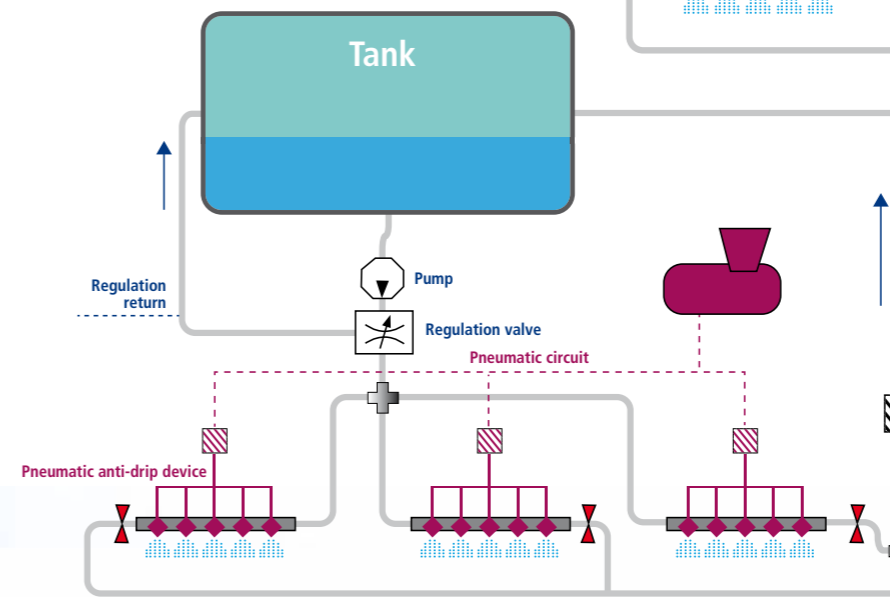 Tank
Pump
Regulation
return
Regulation valve
Pneumatic circuit
Pneumatic anti-drip device